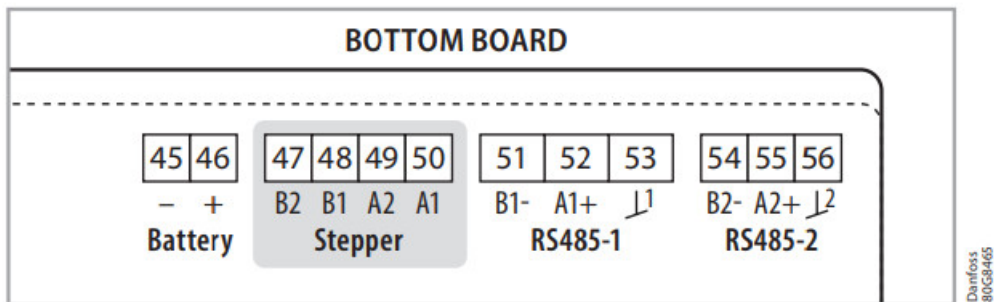 BOTTOM BOARD
45 46 47 48 49 50 51 52 53 54 55 56
− + B2 B1 A2 A1 B1- A1+ 1 B2- A2+ 2
Battery Stepper RS485-1 RS485-2
Danfoss
80G8465